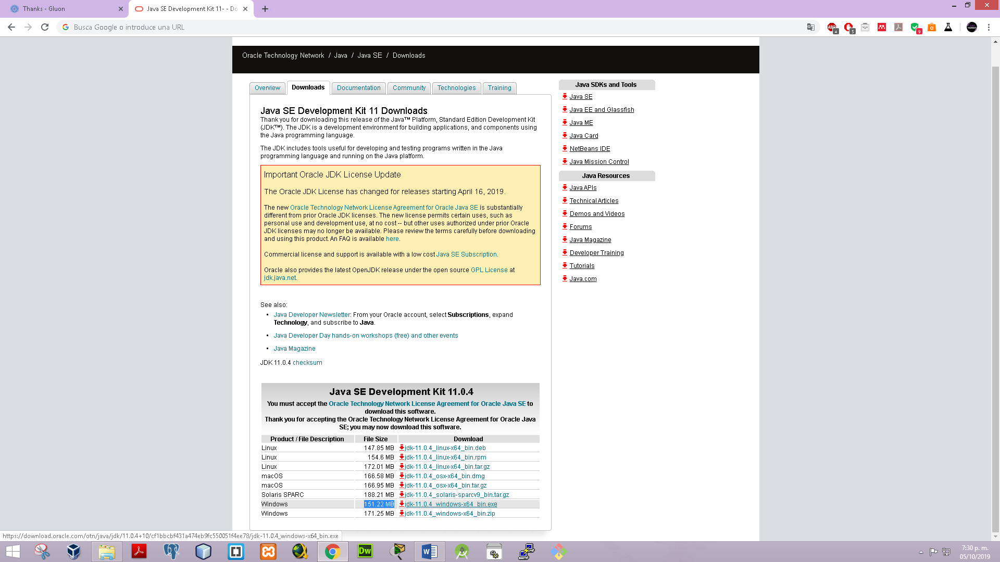 Thanks - Gluon
Java SE Development Kit 11- - Do
Busca Google o introduce una URL
ABP
4
5
9
Oracle Technology Network / Java / Java SE / Downloads
Overview
Downloads
Documentation
Community
Technologies
Training
Java SE Development Kit 11 Downloads
Thank you for downloading this release of the Java™ Platform, Standard Edition Development Kit
(JDK™). The JDK is a development environment for building applications, and components using
the Java programming language.
The JDK includes tools useful for developing and testing programs written in the Java
programming language and running on the Java platform.
Important Oracle JDK License Update
The Oracle JDK License has changed for releases starting April 16, 2019.
The new Oracle Technology Network License Agreement for Oracle Java SE is substantially
different from prior Oracle JDK licenses. The new license permits certain uses, such as
personal use and development use, at no cost -- but other uses authorized under prior Oracle
JDK licenses may no longer be available. Please review the terms carefully before downloading
and using this product. An FAQ is available here.
Commercial license and support is available with a low cost Java SE Subscription.
Oracle also provides the latest OpenJDK release under the open source GPL License at
jdk.java.net.
See also:
• Java Developer Newsletter: From your Oracle account, select Subscriptions, expand
Technology, and subscribe to Java.
• Java Developer Day hands-on workshops (free) and other events
• Java Magazine
JDK 11.0.4 checksum
Java SE Development Kit 11.0.4
You must accept the Oracle Technology Network License Agreement for Oracle Java SE to
download this software.
Thank you for accepting the Oracle Technology Network License Agreement for Oracle Java
SE; you may now download this software.
Product / File Description File Size Download
Linux 147.85 MB jdk-11.0.4_linux-x64_bin.deb
Linux 154.6 MB jdk-11.0.4_linux-x64_bin.rpm
Linux 172.01 MB jdk-11.0.4_linux-x64_bin.tar.gz
macOS 166.58 MB jdk-11.0.4_osx-x64_bin.dmg
macOS 166.95 MB jdk-11.0.4_osx-x64_bin.tar.gz
Solaris SPARC 188.21 MB jdk-11.0.4_solaris-sparcv9_bin.tar.gz
Windows 151.22 MB jdk-11.0.4_windows-x64_bin.exe
Windows 171.25 MB jdk-11.0.4_windows-x64_bin.zip
Java SDKs and Tools
Java SE
Java EE and Glassfish
Java ME
Java Card
NetBeans IDE
Java Mission Control
Java Resources
Java APIs
Technical Articles
Demos and Videos
Forums
Java Magazine
Developer Training
Tutorials
Java.com
https://download.oracle.com/otn/java/jdk/11.0.4+10/cf1bbcbf431a474eb9fc550051f4ee78/jdk-11.0.4_windows-x64_bin.exe
Dw
7:30 p. m.
05/10/2019